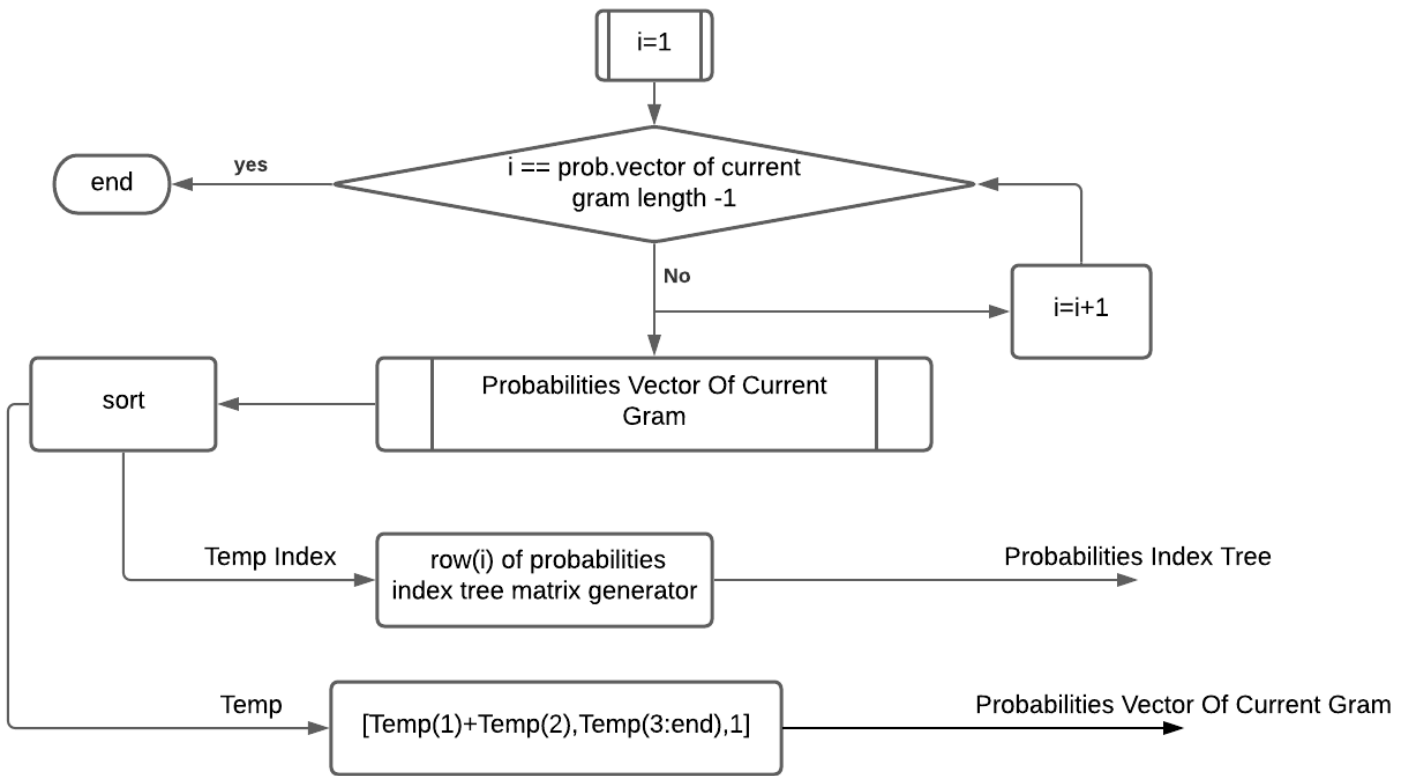 i=1
i == prob.vector of current
gram length -1
yes
end
No
i=i+1
Probabilities Vector Of Current
Gram
sort
Temp Index
row(i) of probabilities
index tree matrix generator
Probabilities Index Tree
Temp
[Temp(1)+Temp(2),Temp(3:end),1]
Probabilities Vector Of Current Gram